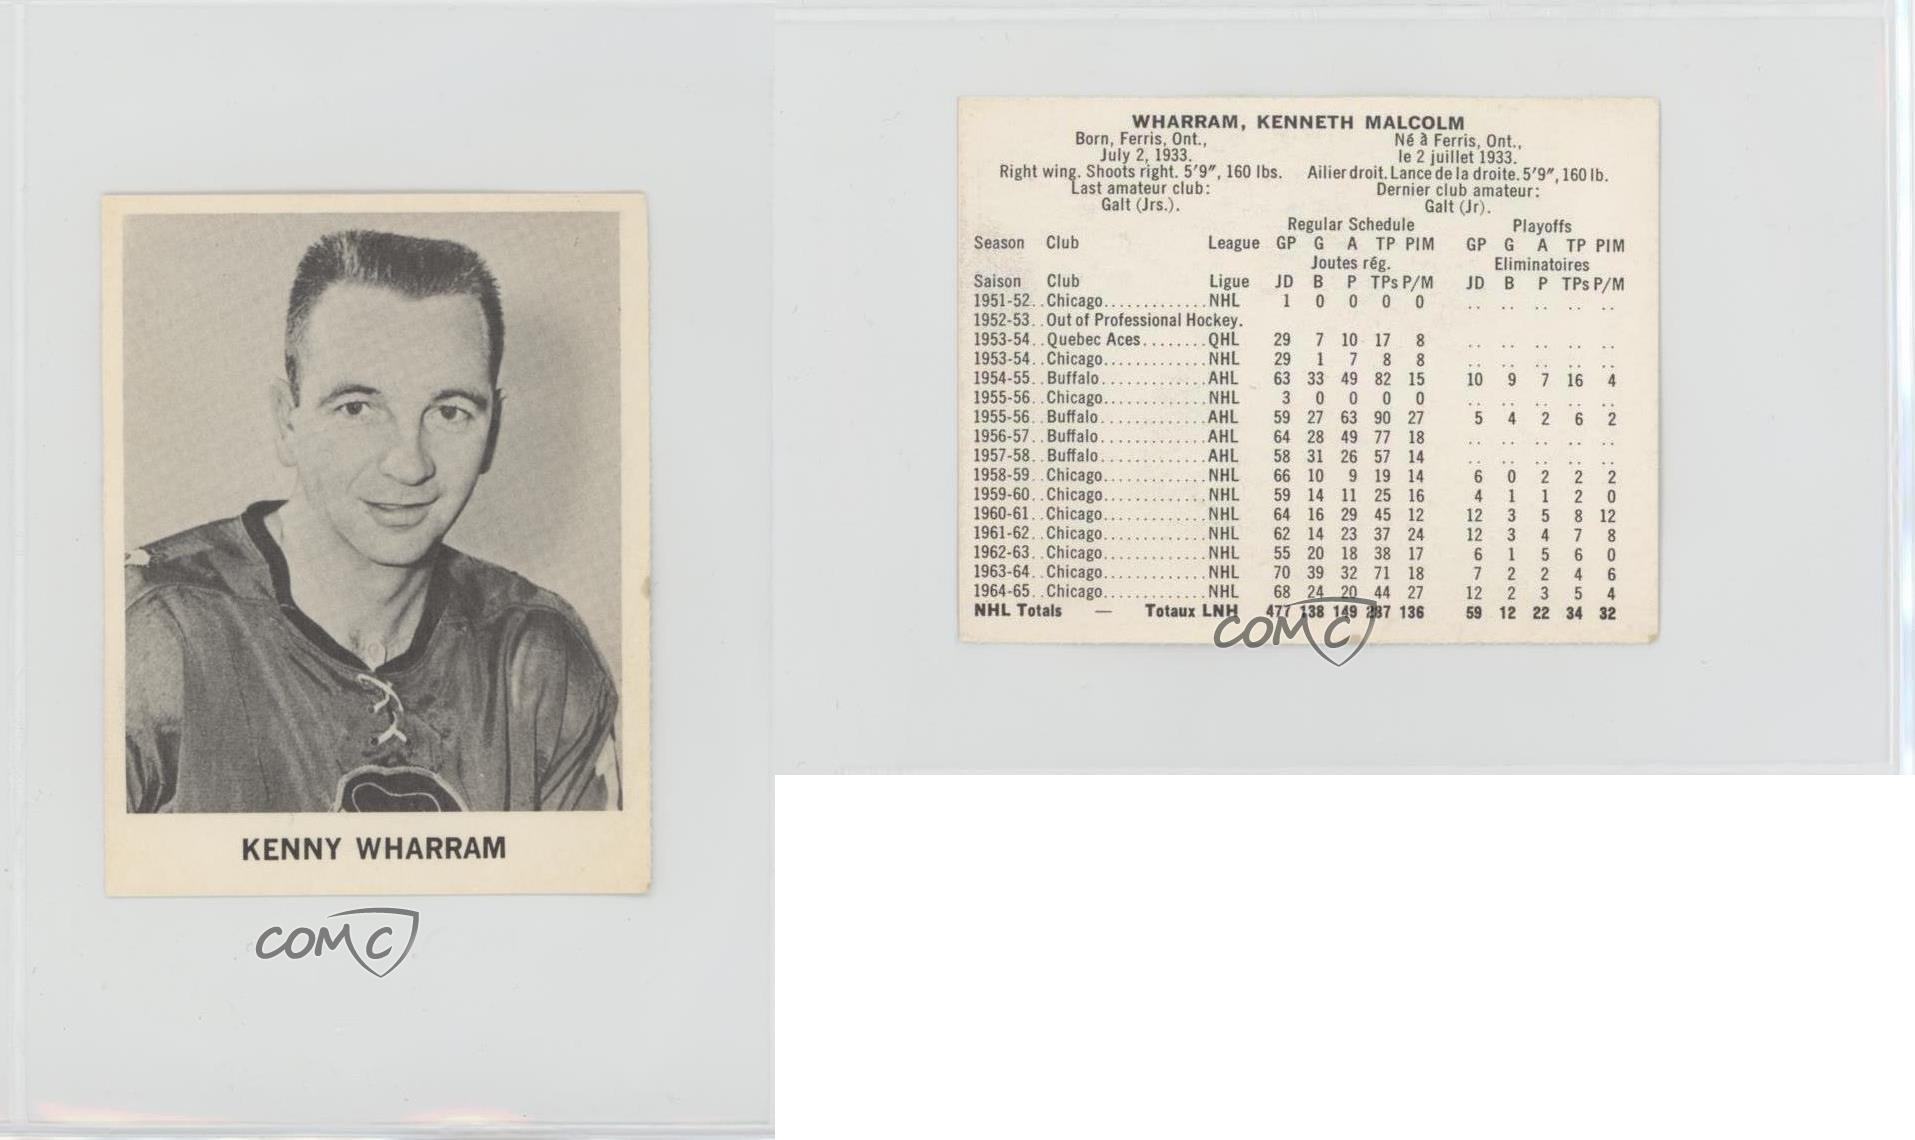 KENNY WHARRAM
COMC
WHARRAM, KENNETH MALCOLM
Born, Ferris, Ont., Né à Ferris, Ont.,
July 2, 1933. le 2 juillet 1933.
Right wing. Shoots right. 5'9", 160 lbs. Ailier droit. Lance de la droite. 5'9", 160 lb.
Last amateur club: Dernier club amateur:
Galt (Jrs.). Galt (Jr).
Regular Schedule Playoffs
Season Club League GP G A TP PIM GP G A TP PIM
Joutes rég. Eliminatoires
Saison Club Ligue JD B P TPs P/M JD B P TPs P/M
1951-52..Chicago.............NHL 1 0 0 0 0 .. .. .. .. ..
1952-53..Out of Professional Hockey.
1953-54..Quebec Aces........QHL 29 7 10 17 8 .. .. .. .. ..
1953-54..Chicago.............NHL 29 1 7 8 8 .. .. .. .. ..
1954-55..Buffalo.............AHL 63 33 49 82 15 10 9 7 16 4
1955-56..Chicago.............NHL 3 0 0 0 0 .. .. .. .. ..
1955-56..Buffalo.............AHL 59 27 63 90 27 5 4 2 6 2
1956-57..Buffalo.............AHL 64 28 49 77 18 .. .. .. .. ..
1957-58..Buffalo.............AHL 58 31 26 57 14 .. .. .. .. ..
1958-59..Chicago.............NHL 66 10 9 19 14 6 0 2 2 2
1959-60..Chicago.............NHL 59 14 11 25 16 4 1 1 2 0
1960-61..Chicago.............NHL 64 16 29 45 12 12 3 5 8 12
1961-62..Chicago.............NHL 62 14 23 37 24 12 3 4 7 8
1962-63..Chicago.............NHL 55 20 18 38 17 6 1 5 6 0
1963-64..Chicago.............NHL 70 39 32 71 18 7 2 2 4 6
1964-65..Chicago.............NHL 68 24 20 44 27 12 2 3 5 4
NHL Totals — Totaux LNH 477 138 149 287 136 59 12 22 34 32
COMC